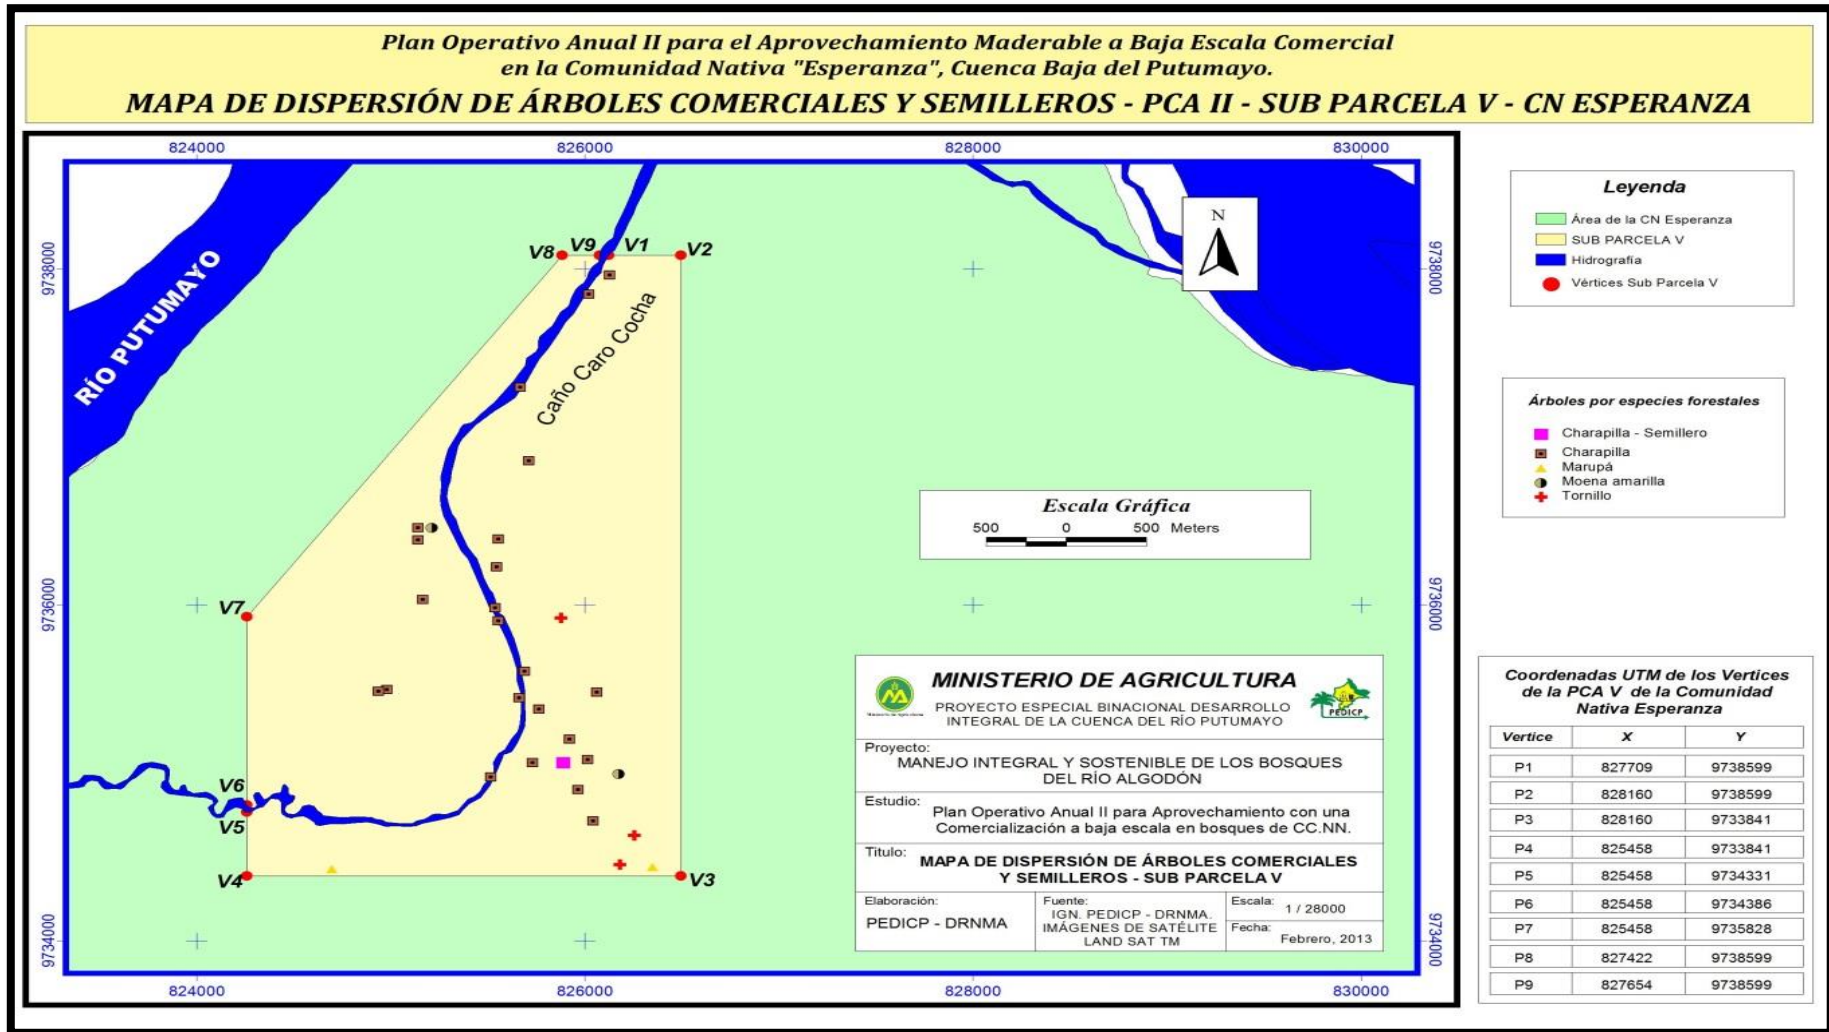 Plan Operativo Anual II para el Aprovechamiento Maderable a Baja Escala Comercial
en la Comunidad Nativa "Esperanza", Cuenca Baja del Putumayo.
MAPA DE DISPERSIÓN DE ÁRBOLES COMERCIALES Y SEMILLEROS - PCA II - SUB PARCELA V - CN ESPERANZA
824000 826000 828000 830000
9738000
9736000
9734000
9738000
9736000
9734000
RÍO PUTUMAYO
V8 V9 V1 V2
Caño Caro Cocha
V7
V6
V5
V4 V3
N
Escala Gráfica
500 0 500 Meters
MINISTERIO DE AGRICULTURA
PROYECTO ESPECIAL BINACIONAL DESARROLLO
INTEGRAL DE LA CUENCA DEL RÍO PUTUMAYO
PEDICP
Proyecto:
MANEJO INTEGRAL Y SOSTENIBLE DE LOS BOSQUES
DEL RÍO ALGODÓN
Estudio:
Plan Operativo Anual II para Aprovechamiento con una
Comercialización a baja escala en bosques de CC.NN.
Titulo:
MAPA DE DISPERSIÓN DE ÁRBOLES COMERCIALES
Y SEMILLEROS - SUB PARCELA V
Elaboración:
PEDICP - DRNMA
Fuente:
IGN. PEDICP - DRNMA.
IMÁGENES DE SATÉLITE
LAND SAT TM
Escala: 1 / 28000
Fecha:
Febrero, 2013
824000 826000 828000 830000
Leyenda
Área de la CN Esperanza
SUB PARCELA V
Hidrografía
Vértices Sub Parcela V
Árboles por especies forestales
Charapilla - Semillero
Charapilla
Marupá
Moena amarilla
Tornillo
Coordenadas UTM de los Vertices
de la PCA V de la Comunidad
Nativa Esperanza
Vertice X Y
P1 827709 9738599
P2 828160 9738599
P3 828160 9733841
P4 825458 9733841
P5 825458 9734331
P6 825458 9734386
P7 825458 9735828
P8 827422 9738599
P9 827654 9738599